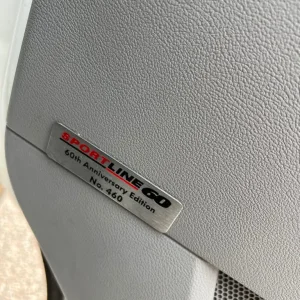 SPORTLINE 60
60th Anniversary Edition
No. 460